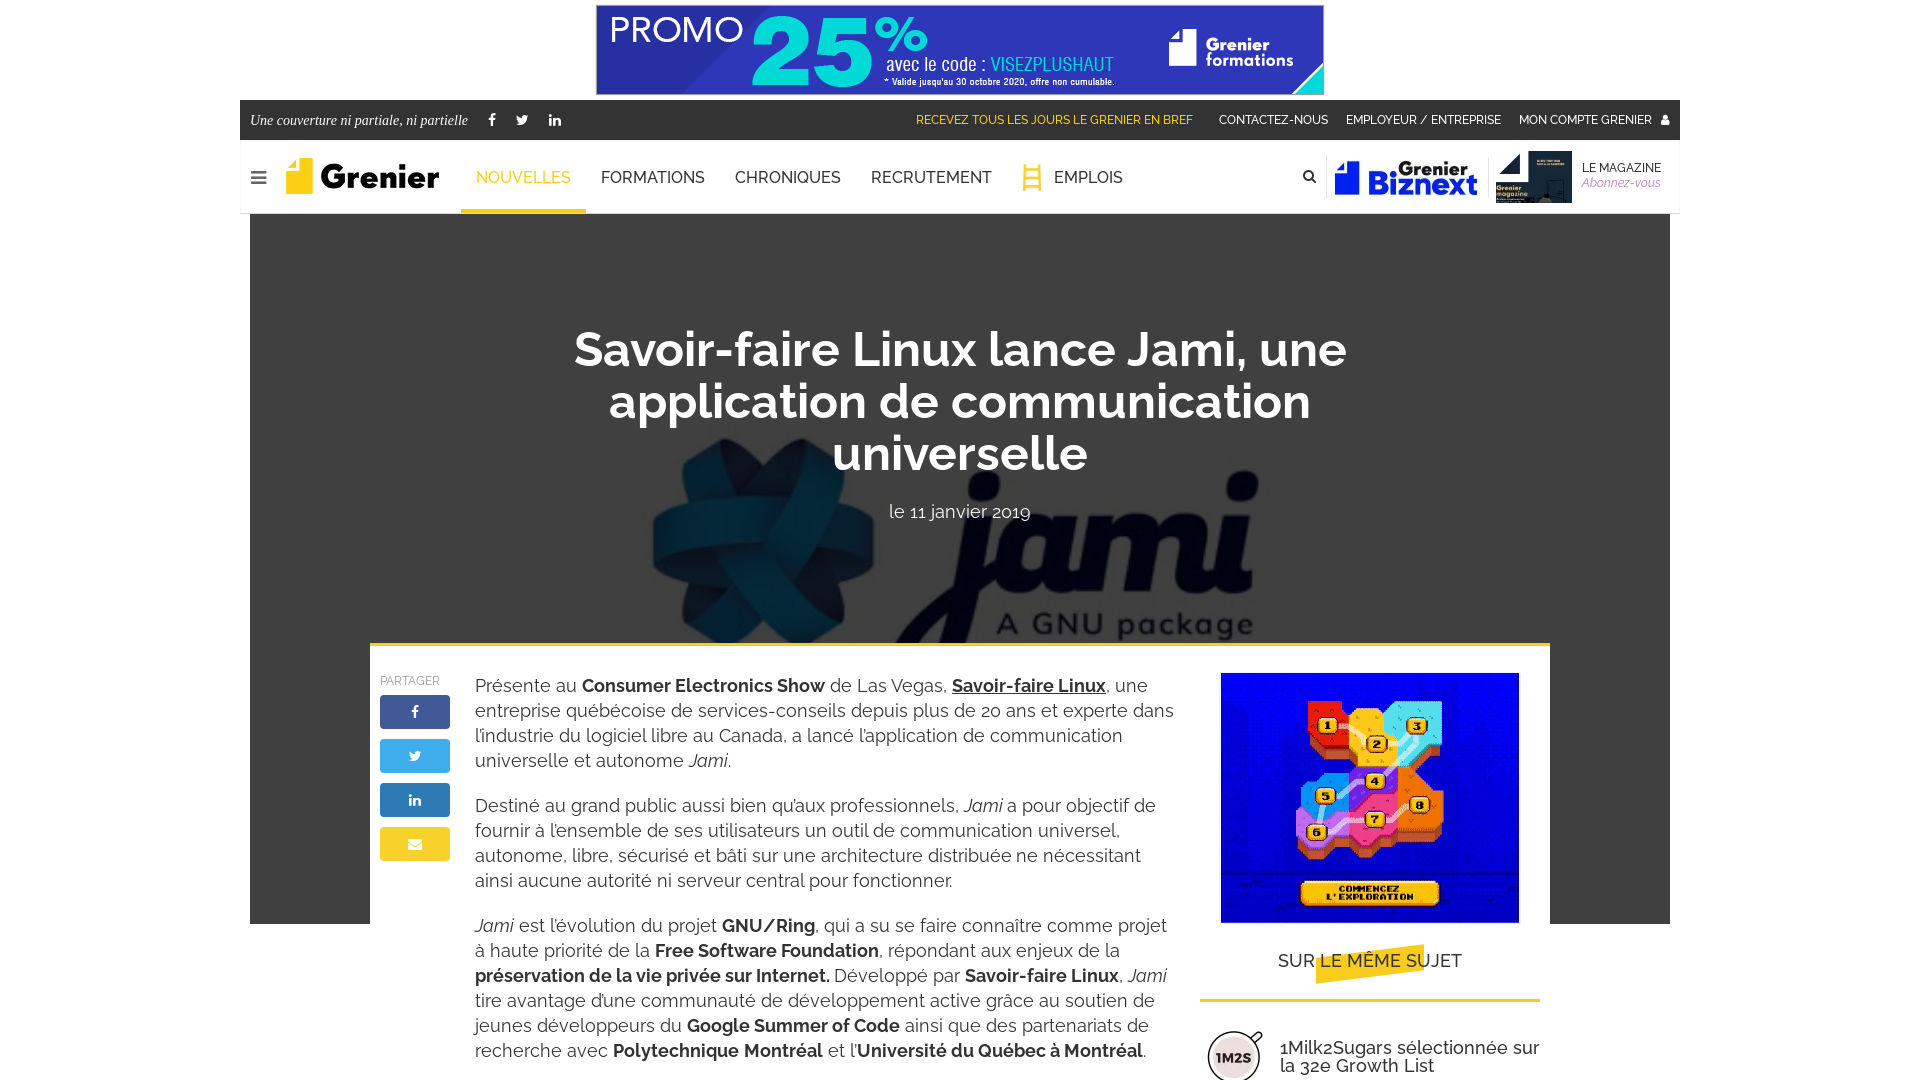 PROMO 25%
avec le code : VISEZPLUSHAUT
* Valide jusqu'au 30 octobre 2020, offre non cumulable.
Grenier
formations
Une couverture ni partiale, ni partielle
RECEVEZ TOUS LES JOURS LE GRENIER EN BREF CONTACTEZ-NOUS EMPLOYEUR / ENTREPRISE MON COMPTE GRENIER
Grenier NOUVELLES FORMATIONS CHRONIQUES RECRUTEMENT EMPLOIS
Grenier
Biznext
Grenier
magazine
LE MAGAZINE
Abonnez-vous
Savoir-faire Linux lance Jami, une
application de communication
universelle
le 11 janvier 2019
jami
A GNU package
PARTAGER
Présente au Consumer Electronics Show de Las Vegas, Savoir-faire Linux, une
entreprise québécoise de services-conseils depuis plus de 20 ans et experte dans
l’industrie du logiciel libre au Canada, a lancé l’application de communication
universelle et autonome Jami.
Destiné au grand public aussi bien qu’aux professionnels, Jami a pour objectif de
fournir à l’ensemble de ses utilisateurs un outil de communication universel,
autonome, libre, sécurisé et bâti sur une architecture distribuée ne nécessitant
ainsi aucune autorité ni serveur central pour fonctionner.
Jami est l’évolution du projet GNU/Ring, qui a su se faire connaître comme projet
à haute priorité de la Free Software Foundation, répondant aux enjeux de la
préservation de la vie privée sur Internet. Développé par Savoir-faire Linux, Jami
tire avantage d’une communauté de développement active grâce au soutien de
jeunes développeurs du Google Summer of Code ainsi que des partenariats de
recherche avec Polytechnique Montréal et l’Université du Québec à Montréal.
1
2
3
4
5
6
7
8
COMMENCEZ
L'EXPLORATION
SUR LE MÊME SUJET
1M2S
1Milk2Sugars sélectionnée sur
la 32e Growth List